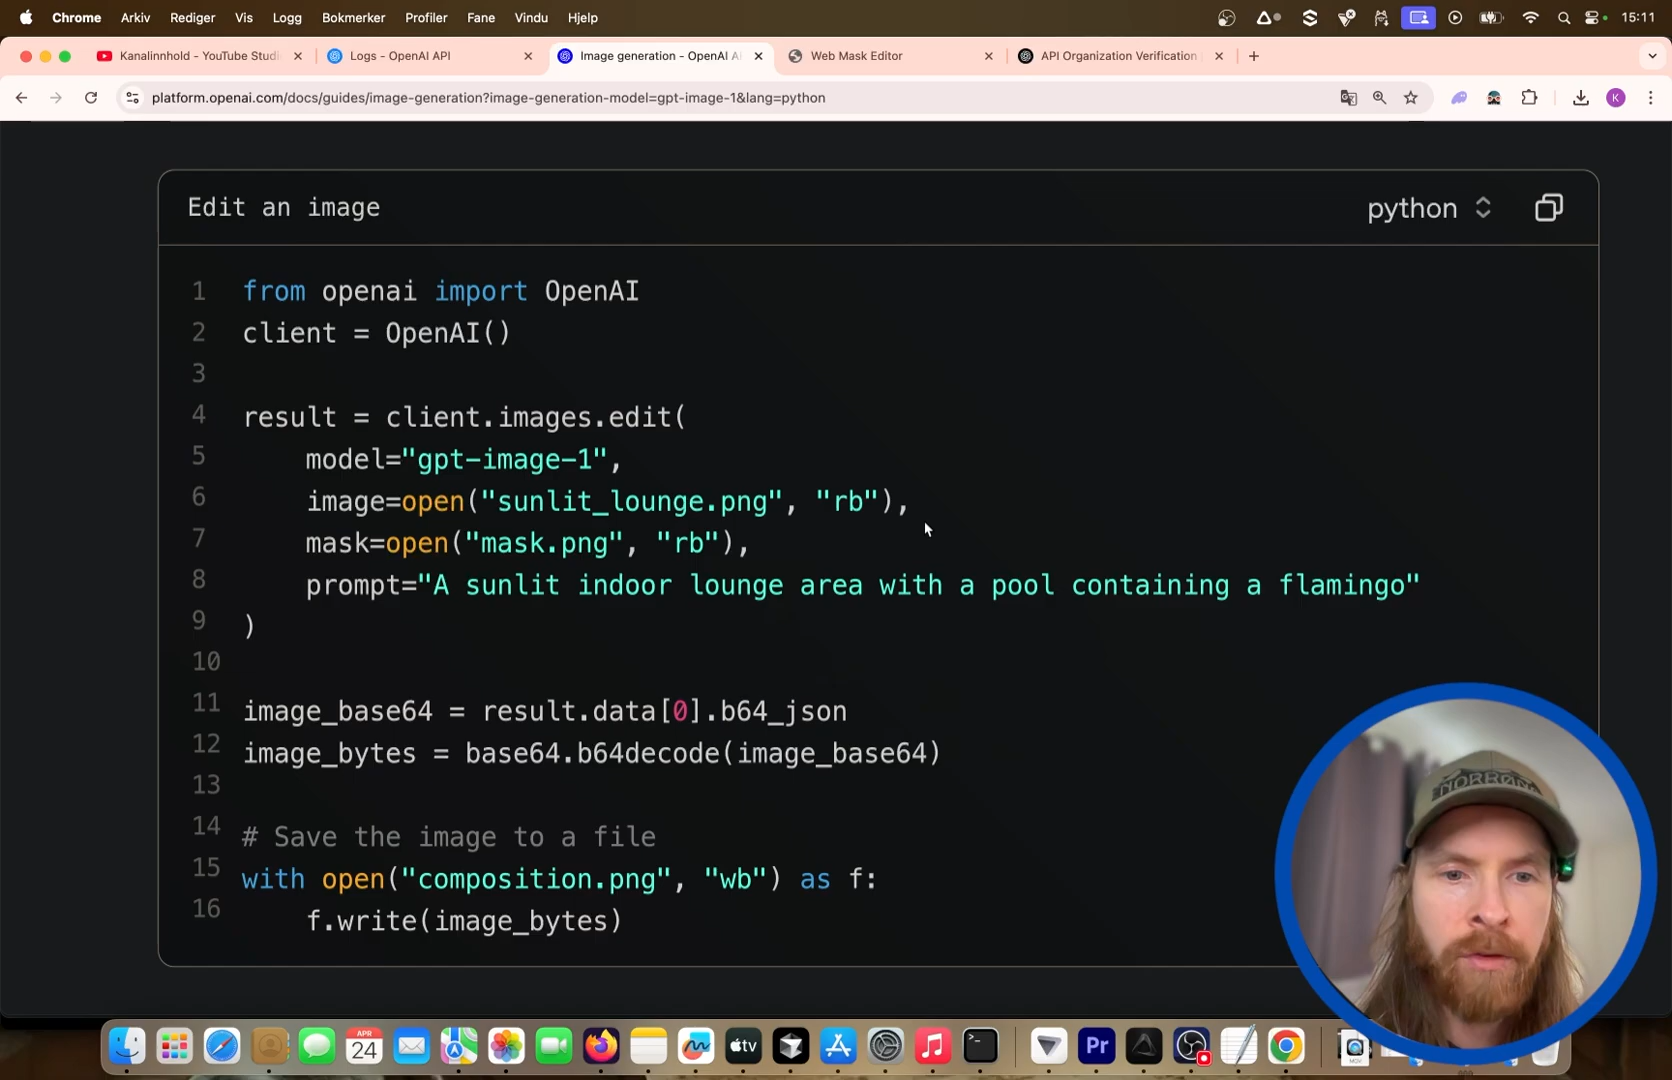 Chrome Arkiv Rediger Vis Logg Bokmerker Profiler Fane Vindu Hjelp 15:11
Kanalinnhold - YouTube Studi Logs - OpenAI API Image generation - OpenAI A Web Mask Editor API Organization Verification
platform.openai.com/docs/guides/image-generation?image-generation-model=gpt-image-1&lang=python K
Edit an image python
1 from openai import OpenAI
2 client = OpenAI()
3
4 result = client.images.edit(
5 model="gpt-image-1",
6 image=open("sunlit_lounge.png", "rb"),
7 mask=open("mask.png", "rb"),
8 prompt="A sunlit indoor lounge area with a pool containing a flamingo"
9 )
10
11 image_base64 = result.data[0].b64_json
12 image_bytes = base64.b64decode(image_base64)
13
14 # Save the image to a file
15 with open("composition.png", "wb") as f:
16 f.write(image_bytes)
NORRØN
APR
24
tv
Pr